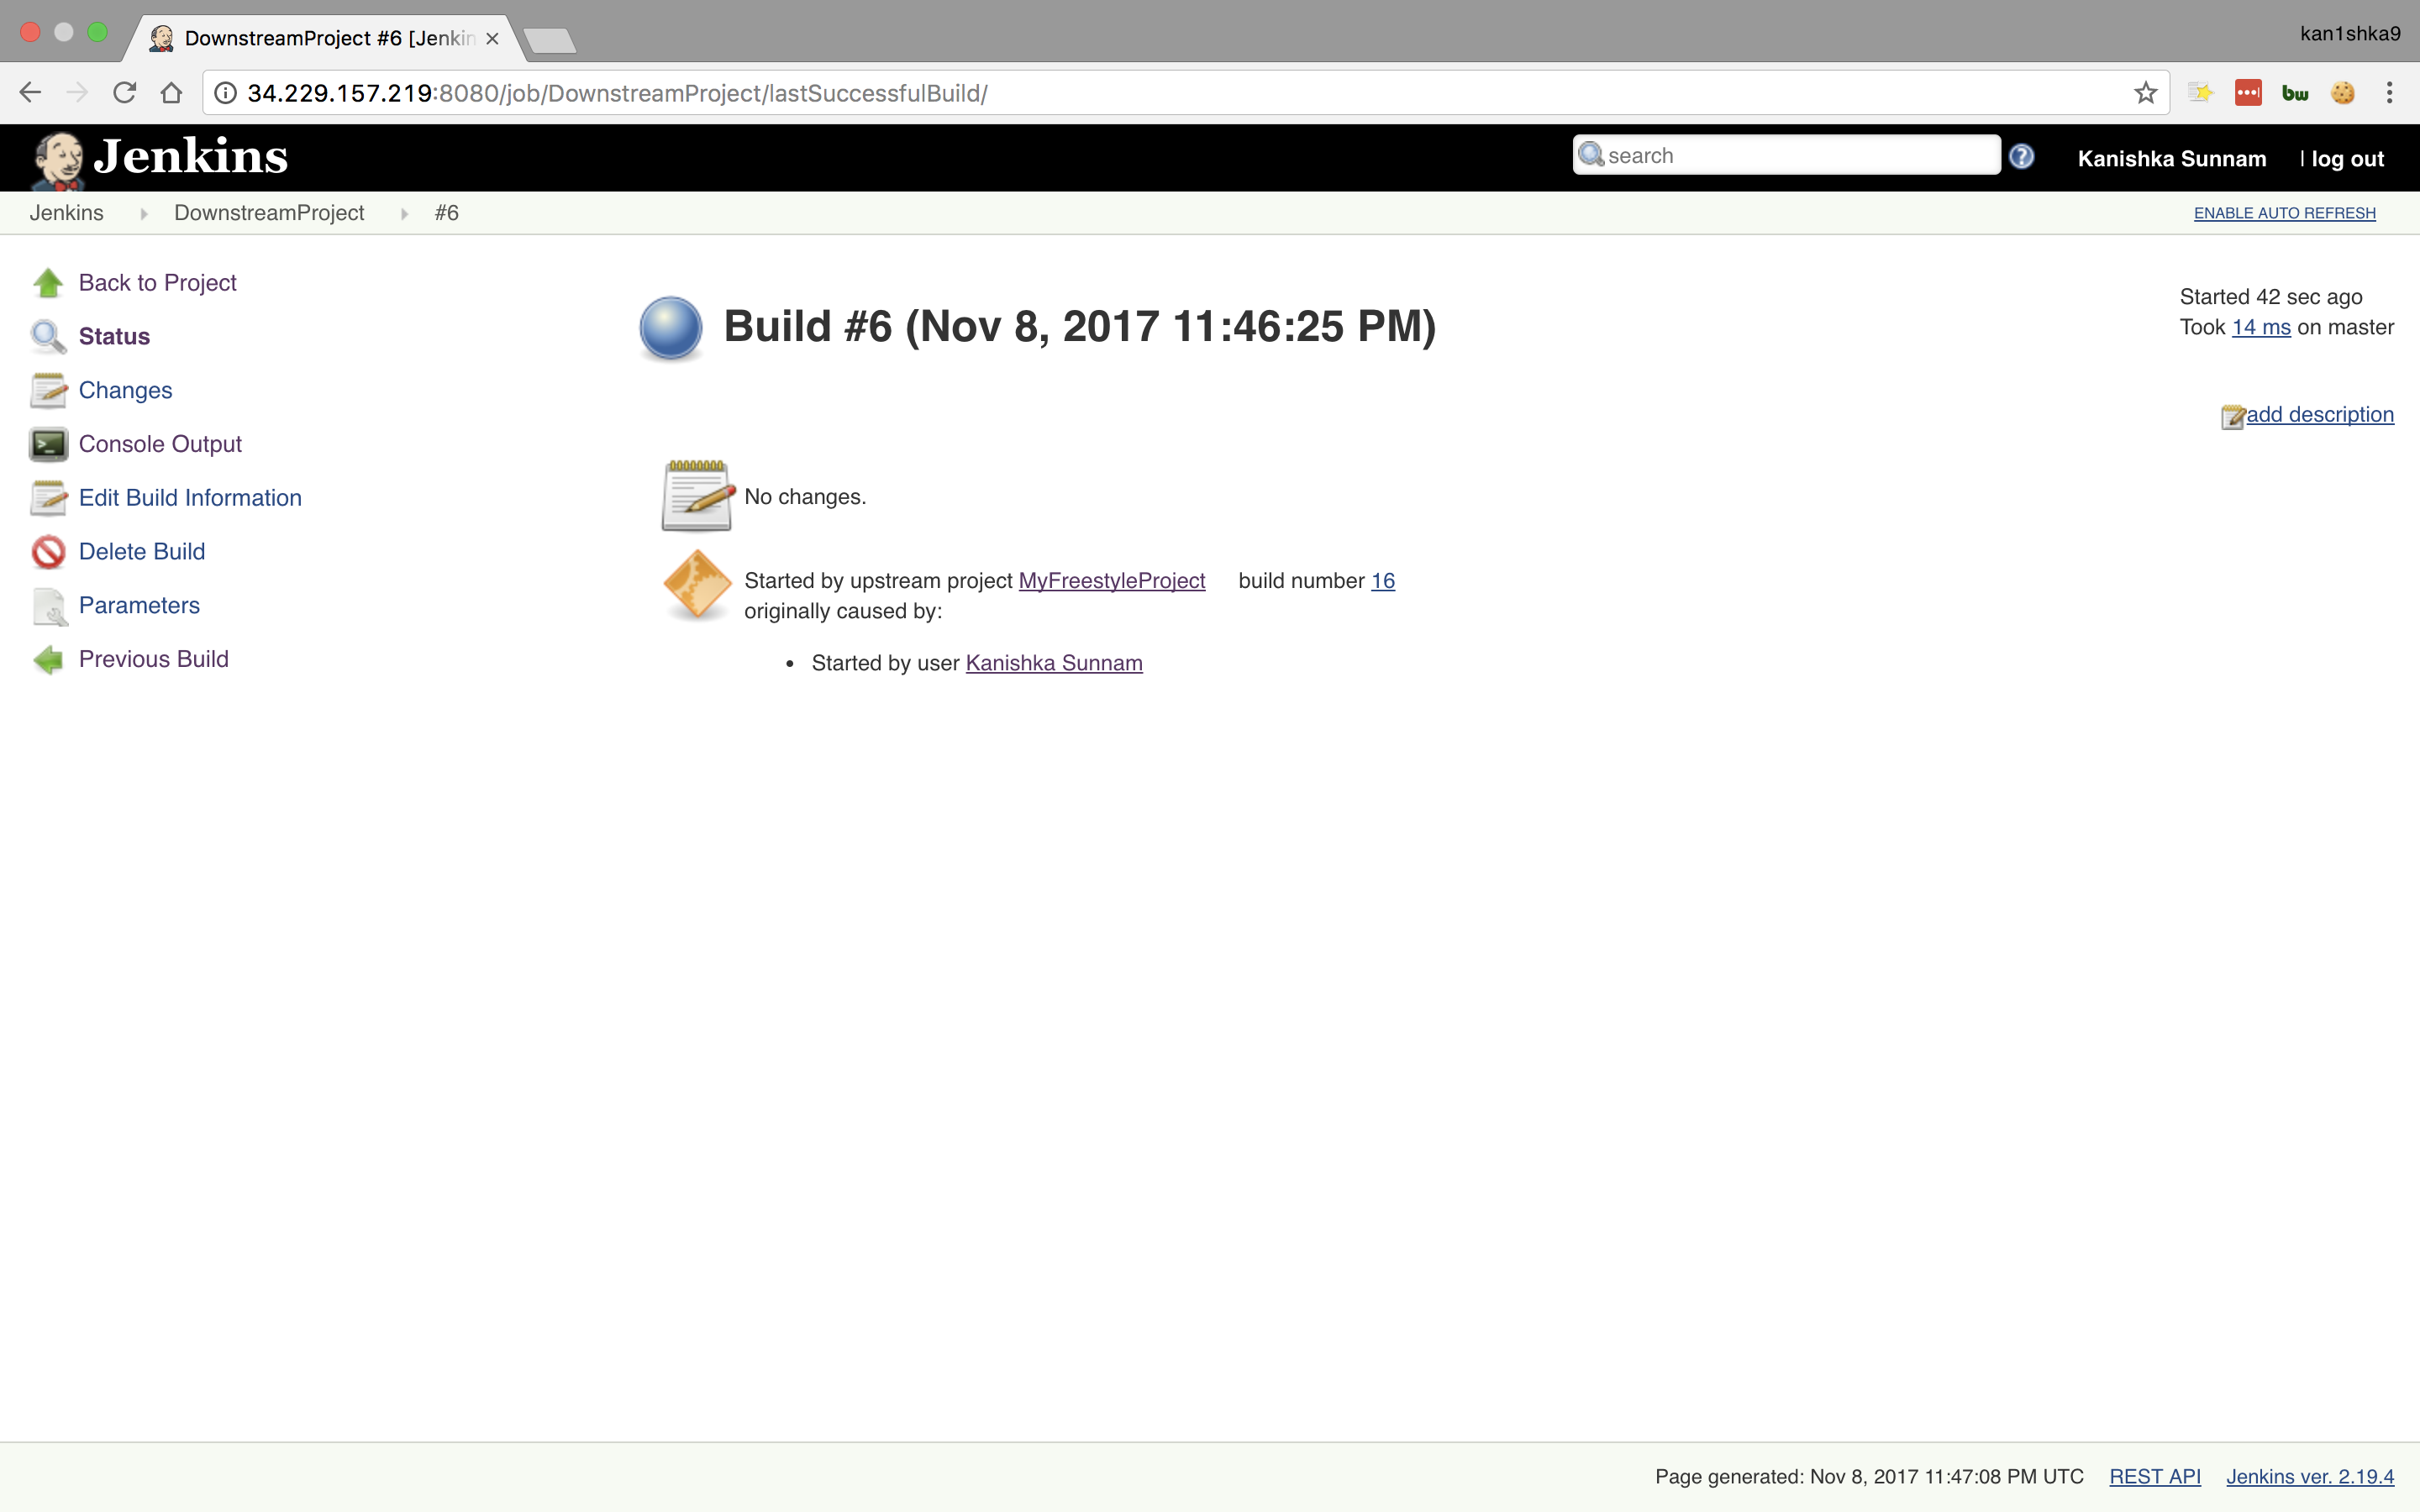 DownstreamProject #6 [Jenkin
kan1shka9
34.229.157.219:8080/job/DownstreamProject/lastSuccessfulBuild/
bw
Jenkins
search
Kanishka Sunnam | log out
Jenkins DownstreamProject #6
ENABLE AUTO REFRESH
Back to Project
Status
Changes
Console Output
Edit Build Information
Delete Build
Parameters
Previous Build
Build #6 (Nov 8, 2017 11:46:25 PM)
Started 42 sec ago
Took 14 ms on master
add description
No changes.
Started by upstream project MyFreestyleProject build number 16
originally caused by:
• Started by user Kanishka Sunnam
Page generated: Nov 8, 2017 11:47:08 PM UTC REST API Jenkins ver. 2.19.4